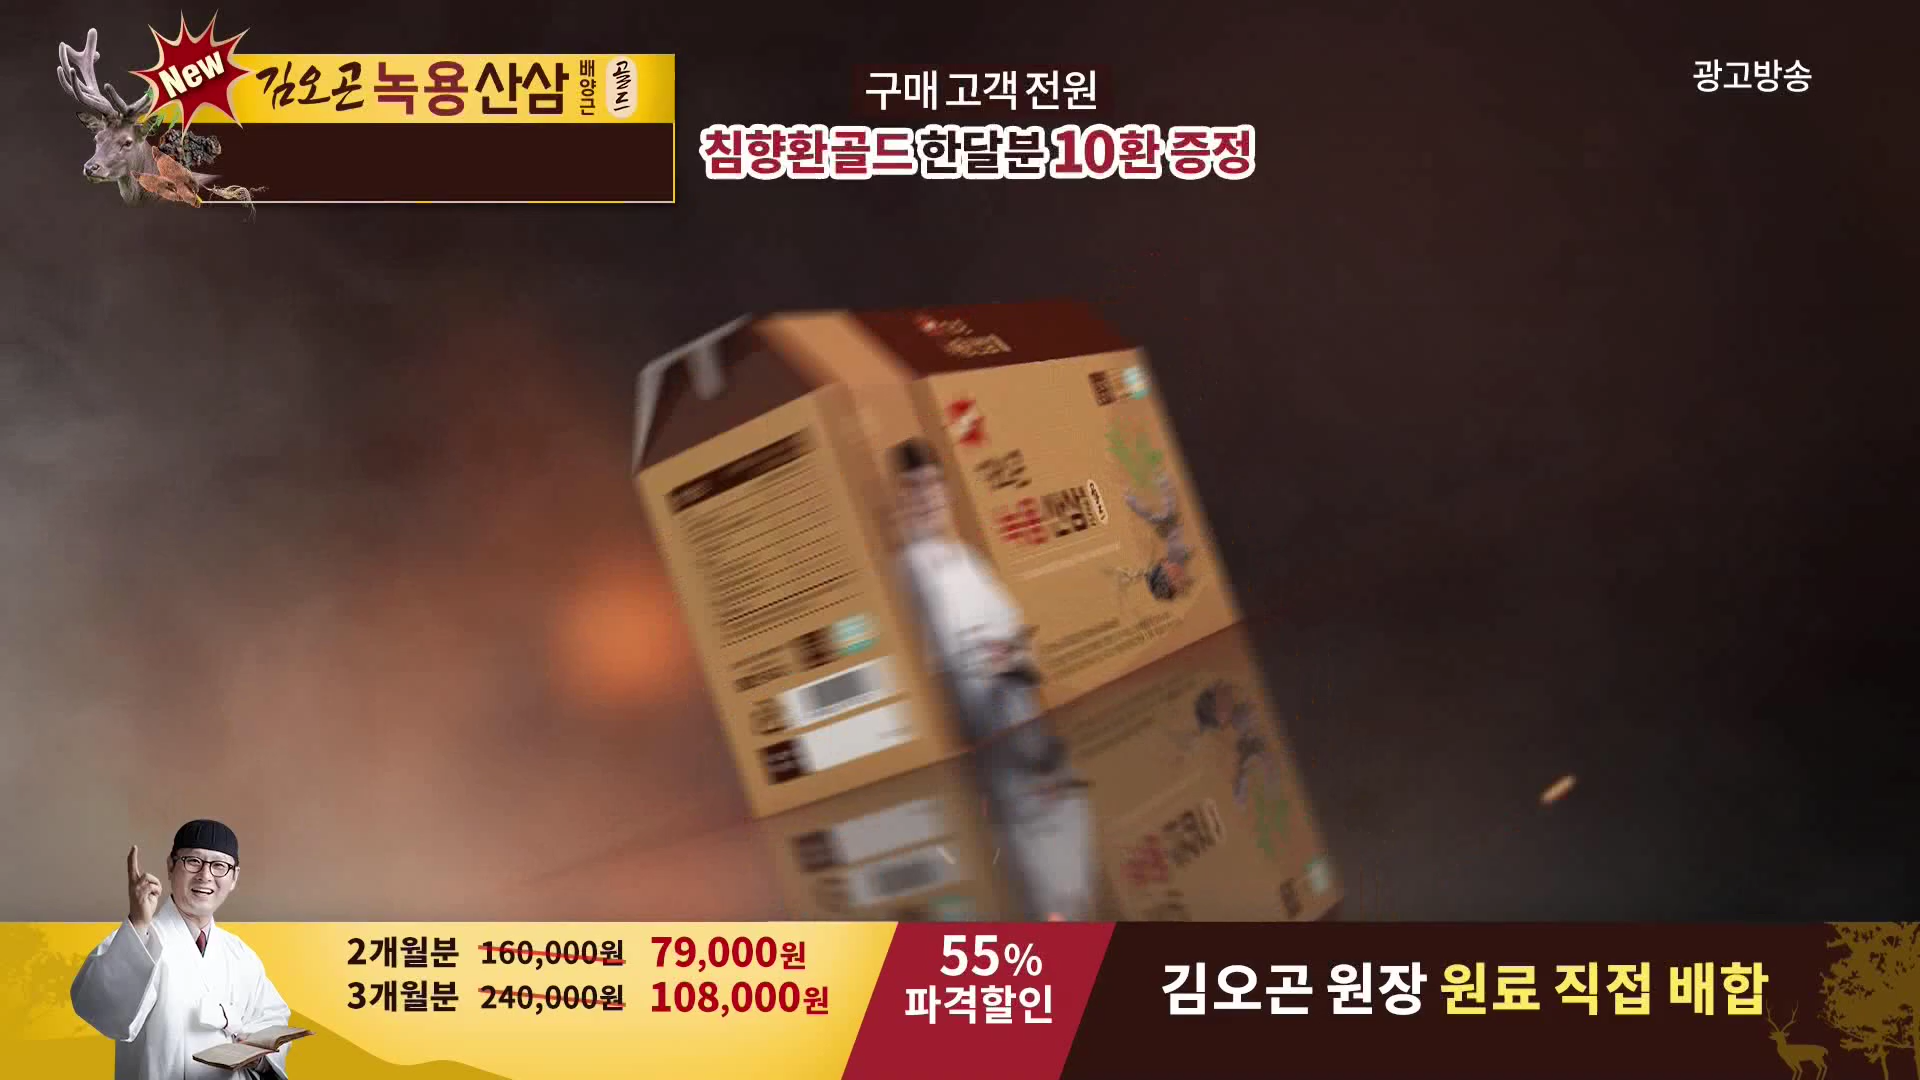 New
김오곤 녹용 산삼 배양근 골드
구매 고객 전원
침향환골드 한달분 10환 증정
광고방송
2개월분 160,000원 79,000원
3개월분 240,000원 108,000원
55%
파격할인
김오곤 원장 원료 직접 배합